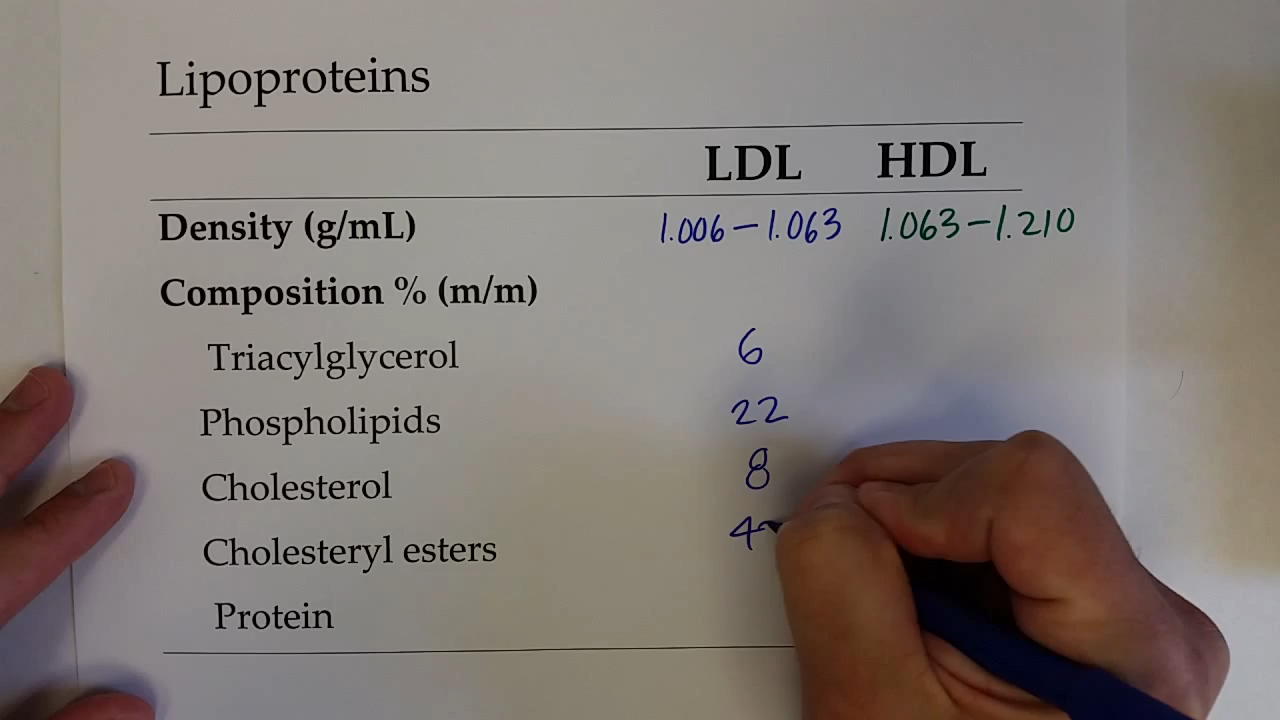 Lipoproteins
LDL HDL
Density (g/mL) 1.006-1.063 1.063-1.210
Composition % (m/m)
Triacylglycerol 6
Phospholipids 22
Cholesterol 8
Cholesteryl esters
Protein